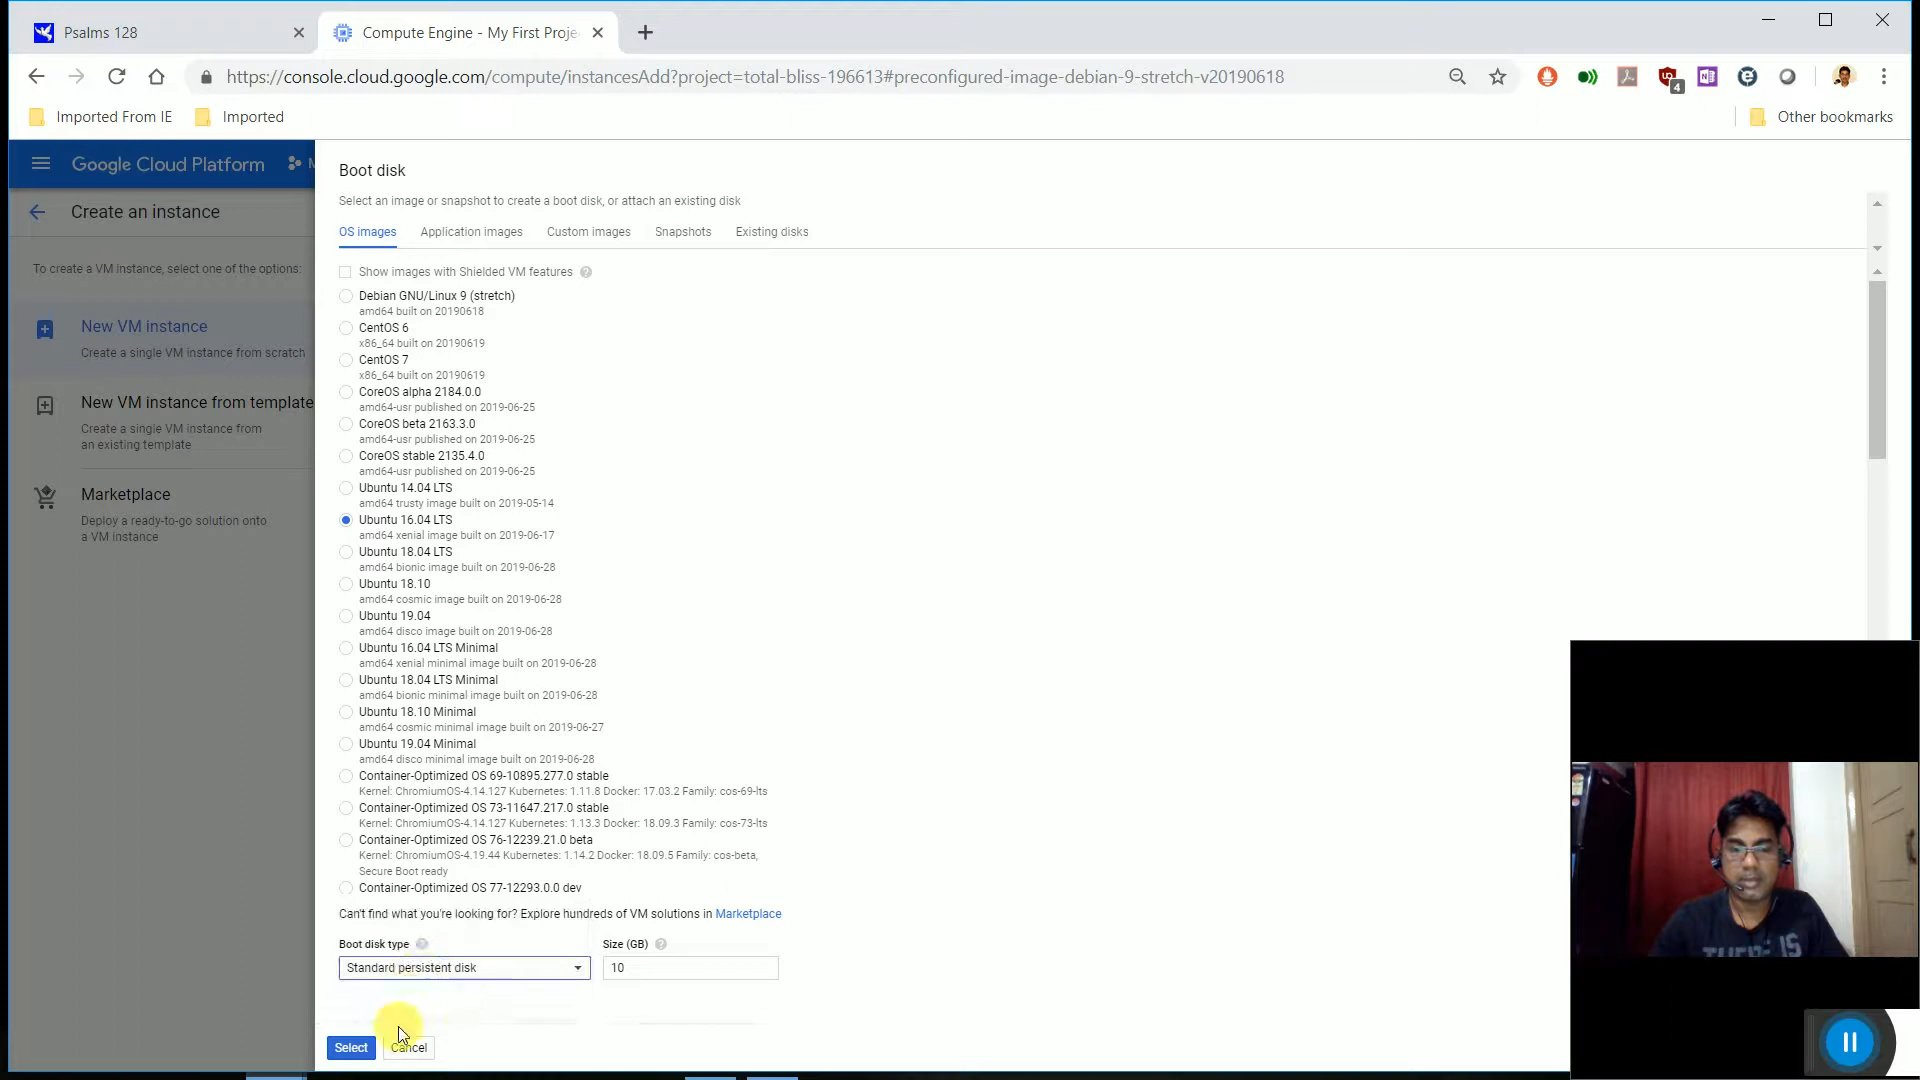 Psalms 128
Compute Engine - My First Proje
https://console.cloud.google.com/compute/instancesAdd?project=total-bliss-196613#preconfigured-image-debian-9-stretch-v20190618
4
Imported From IE
Imported
Other bookmarks
Google Cloud Platform
M
Create an instance
To create a VM instance, select one of the options:
New VM instance
Create a single VM instance from scratch
New VM instance from template
Create a single VM instance from
an existing template
Marketplace
Deploy a ready-to-go solution onto
a VM instance
Boot disk
Select an image or snapshot to create a boot disk, or attach an existing disk
OS images
Application images
Custom images
Snapshots
Existing disks
Show images with Shielded VM features
Debian GNU/Linux 9 (stretch)
amd64 built on 20190618
CentOS 6
x86_64 built on 20190619
CentOS 7
x86_64 built on 20190619
CoreOS alpha 2184.0.0
amd64-usr published on 2019-06-25
CoreOS beta 2163.3.0
amd64-usr published on 2019-06-25
CoreOS stable 2135.4.0
amd64-usr published on 2019-06-25
Ubuntu 14.04 LTS
amd64 trusty image built on 2019-05-14
Ubuntu 16.04 LTS
amd64 xenial image built on 2019-06-17
Ubuntu 18.04 LTS
amd64 bionic image built on 2019-06-28
Ubuntu 18.10
amd64 cosmic image built on 2019-06-28
Ubuntu 19.04
amd64 disco image built on 2019-06-28
Ubuntu 16.04 LTS Minimal
amd64 xenial minimal image built on 2019-06-28
Ubuntu 18.04 LTS Minimal
amd64 bionic minimal image built on 2019-06-28
Ubuntu 18.10 Minimal
amd64 cosmic minimal image built on 2019-06-27
Ubuntu 19.04 Minimal
amd64 disco minimal image built on 2019-06-28
Container-Optimized OS 69-10895.277.0 stable
Kernel: ChromiumOS-4.14.127 Kubernetes: 1.11.8 Docker: 17.03.2 Family: cos-69-lts
Container-Optimized OS 73-11647.217.0 stable
Kernel: ChromiumOS-4.14.127 Kubernetes: 1.13.3 Docker: 18.09.3 Family: cos-73-lts
Container-Optimized OS 76-12239.21.0 beta
Kernel: ChromiumOS-4.19.44 Kubernetes: 1.14.2 Docker: 18.09.5 Family: cos-beta,
Secure Boot ready
Container-Optimized OS 77-12293.0.0 dev
Can't find what you're looking for? Explore hundreds of VM solutions in Marketplace
Boot disk type
Size (GB)
Standard persistent disk
10
Select
Cancel
THERE IS